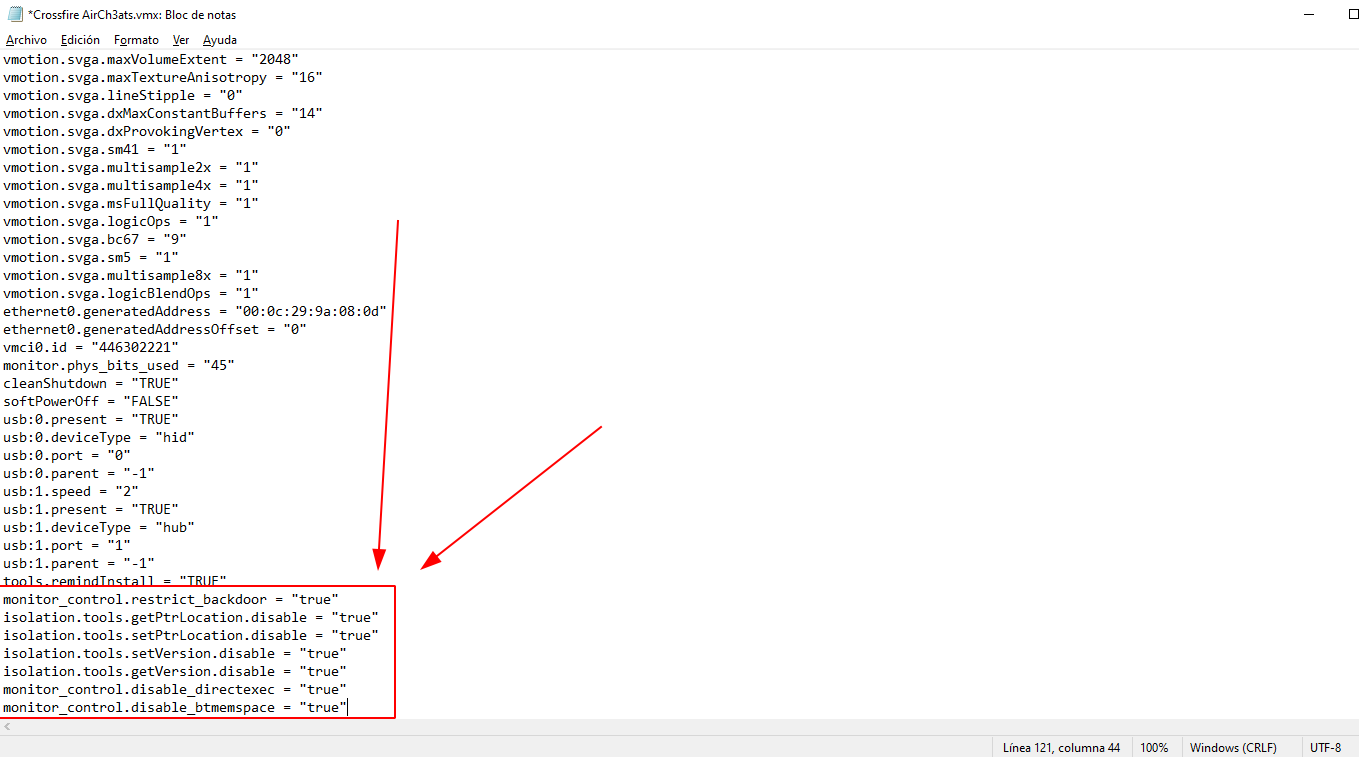 *Crossfire AirCh3ats.vmx: Bloc de notas
Archivo Edición Formato Ver Ayuda
vmotion.svga.maxVolumeExtent = "2048"
vmotion.svga.maxTextureAnisotropy = "16"
vmotion.svga.lineStipple = "0"
vmotion.svga.dxMaxConstantBuffers = "14"
vmotion.svga.dxProvokingVertex = "0"
vmotion.svga.sm41 = "1"
vmotion.svga.multisample2x = "1"
vmotion.svga.multisample4x = "1"
vmotion.svga.msFullQuality = "1"
vmotion.svga.logicOps = "1"
vmotion.svga.bc67 = "9"
vmotion.svga.sm5 = "1"
vmotion.svga.multisample8x = "1"
vmotion.svga.logicBlendOps = "1"
ethernet0.generatedAddress = "00:0c:29:9a:08:0d"
ethernet0.generatedAddressOffset = "0"
vmci0.id = "446302221"
monitor.phys_bits_used = "45"
cleanShutdown = "TRUE"
softPowerOff = "FALSE"
usb:0.present = "TRUE"
usb:0.deviceType = "hid"
usb:0.port = "0"
usb:0.parent = "-1"
usb:1.speed = "2"
usb:1.present = "TRUE"
usb:1.deviceType = "hub"
usb:1.port = "1"
usb:1.parent = "-1"
tools.remindInstall = "TRUE"
monitor_control.restrict_backdoor = "true"
isolation.tools.getPtrLocation.disable = "true"
isolation.tools.setPtrLocation.disable = "true"
isolation.tools.setVersion.disable = "true"
isolation.tools.getVersion.disable = "true"
monitor_control.disable_directexec = "true"
monitor_control.disable_btmemspace = "true"
Línea 121, columna 44 100% Windows (CRLF) UTF-8